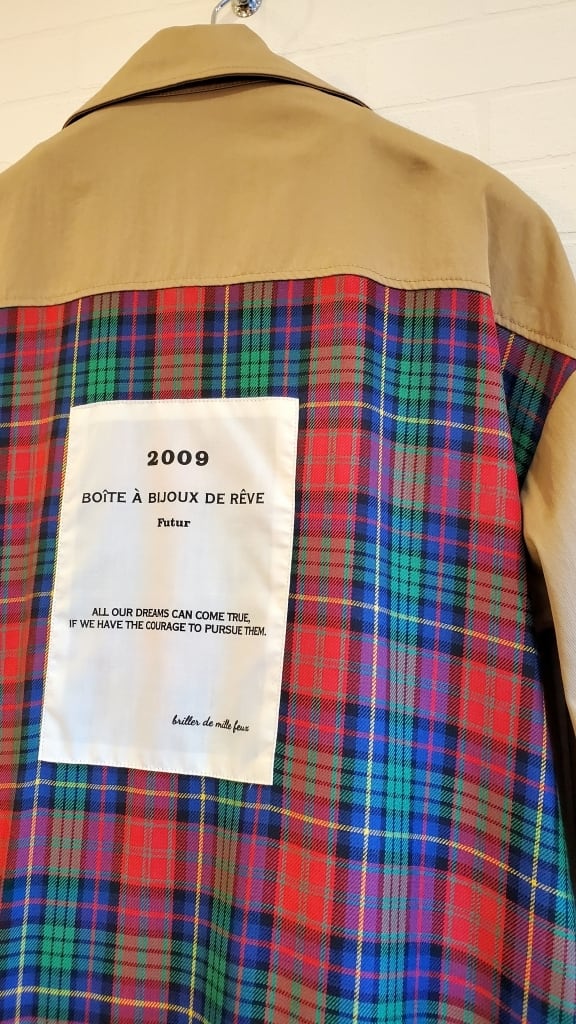 2009
BOîTE À BIJOUX DE RÊVE
Futur
ALL OUR DREAMS CAN COME TRUE,
IF WE HAVE THE COURAGE TO PURSUE THEM.
briller de mille feux